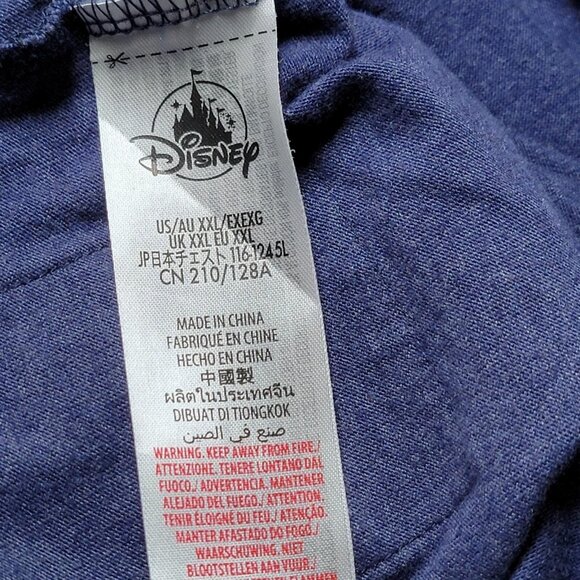 Disney
US/AU XXL/EXEXG
UK XXL EU XXL
JP日本チェスト 116-124 5L
CN 210/128A
MADE IN CHINA
FABRIQUÉ EN CHINE
HECHO EN CHINA
中國製
ผลิตในประเทศจีน
DIBUAT DI TIONGKOK
صنع في الصين
WARNING. KEEP AWAY FROM FIRE./
ATTENZIONE. TENERE LONTANO DAL
FUOCO./ ADVERTENCIA. MANTENER
ALEJADO DEL FUEGO./ ATTENTION.
TENIR ÉLOIGNÉ DU FEU./ ATENÇÃO.
MANTER AFASTADO DO FOGO./
WAARSCHUWING. NIET
BLOOTSTELLEN AAN VUUR./
FLAMMEN